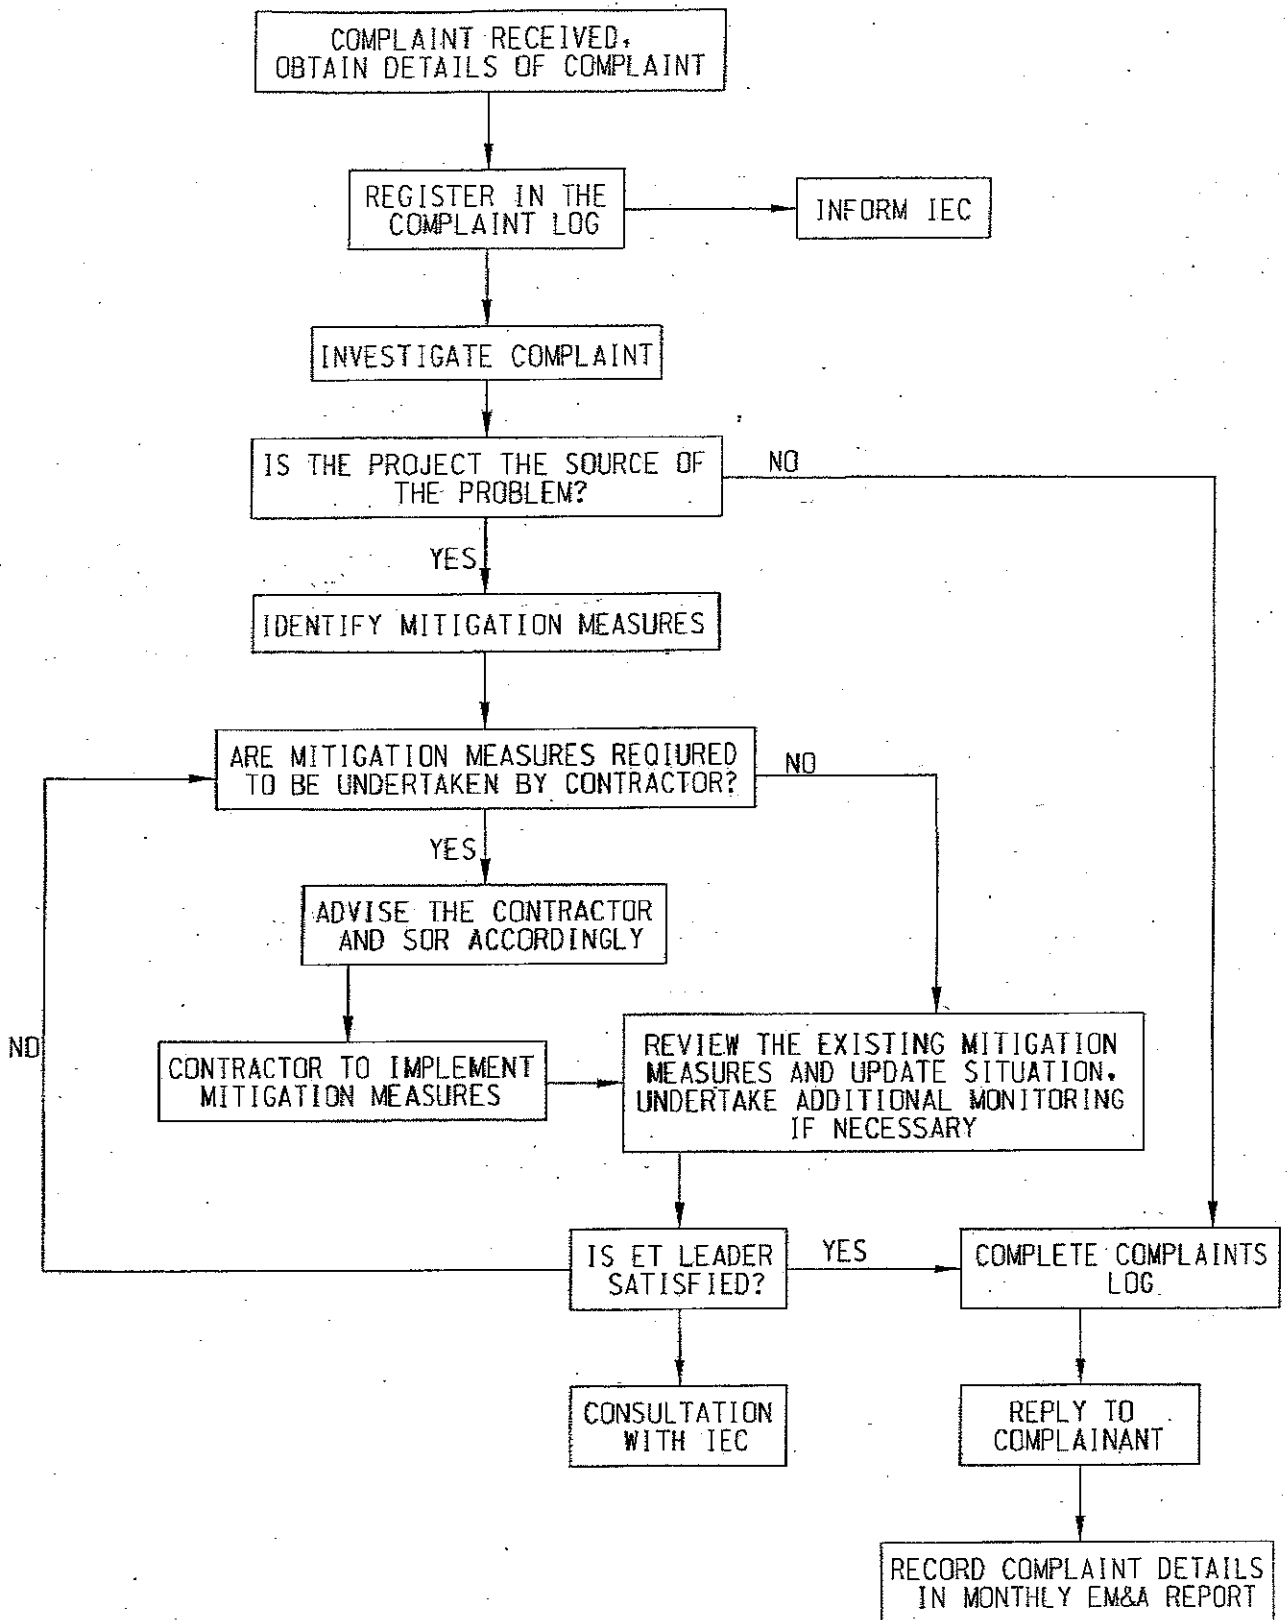 COMPLAINT RECEIVED,
OBTAIN DETAILS OF COMPLAINT
REGISTER IN THE
COMPLAINT LOG
INFORM IEC
INVESTIGATE COMPLAINT
IS THE PROJECT THE SOURCE OF
THE PROBLEM?
NO
YES
IDENTIFY MITIGATION MEASURES
ARE MITIGATION MEASURES REQIURED
TO BE UNDERTAKEN BY CONTRACTOR?
NO
YES
ADVISE THE CONTRACTOR
AND SOR ACCORDINGLY
NO
CONTRACTOR TO IMPLEMENT
MITIGATION MEASURES
REVIEW THE EXISTING MITIGATION
MEASURES AND UPDATE SITUATION.
UNDERTAKE ADDITIONAL MONITORING
IF NECESSARY
IS ET LEADER
SATISFIED?
YES
COMPLETE COMPLAINTS
LOG
CONSULTATION
WITH IEC
REPLY TO
COMPLAINANT
RECORD COMPLAINT DETAILS
IN MONTHLY EM&A REPORT